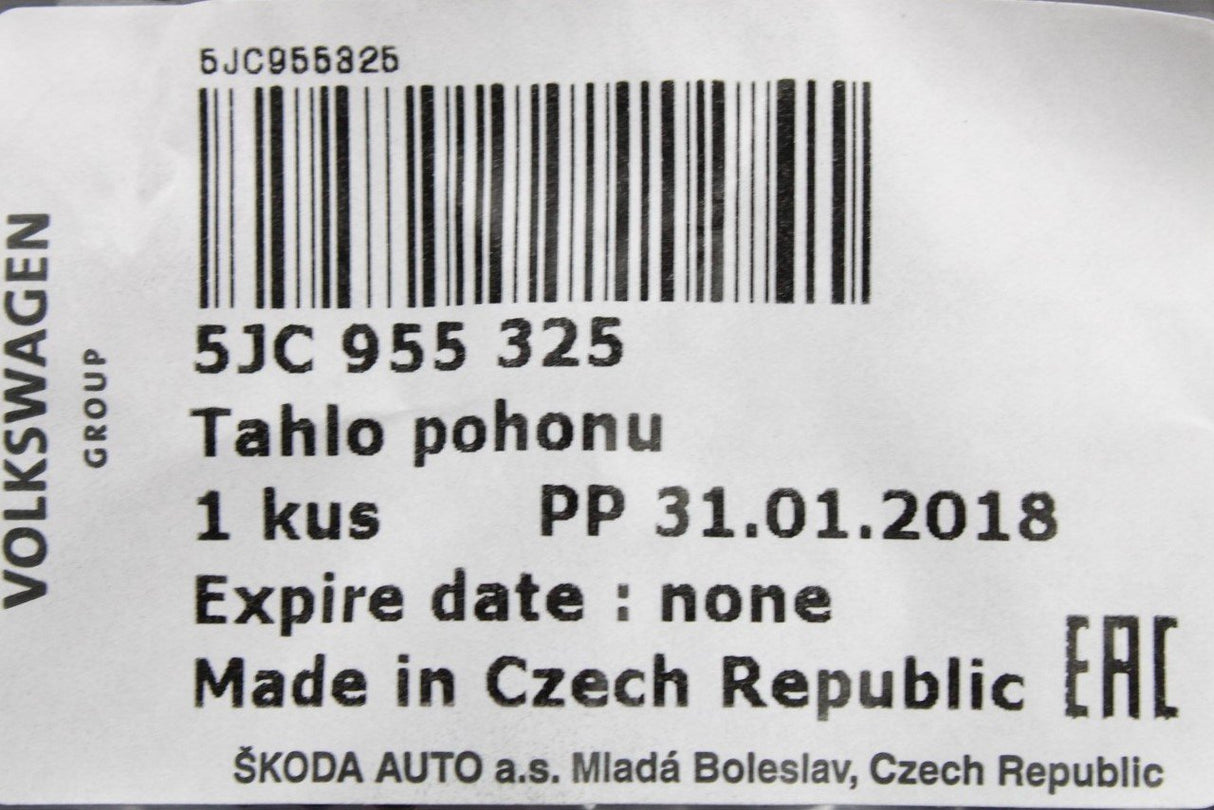 5JC955325
5JC 955 325
Tahlo pohonu
1 kus PP 31.01.2018
Expire date : none
Made in Czech Republic
EAC
ŠKODA AUTO a.s. Mladá Boleslav, Czech Republic
VOLKSWAGEN
GROUP